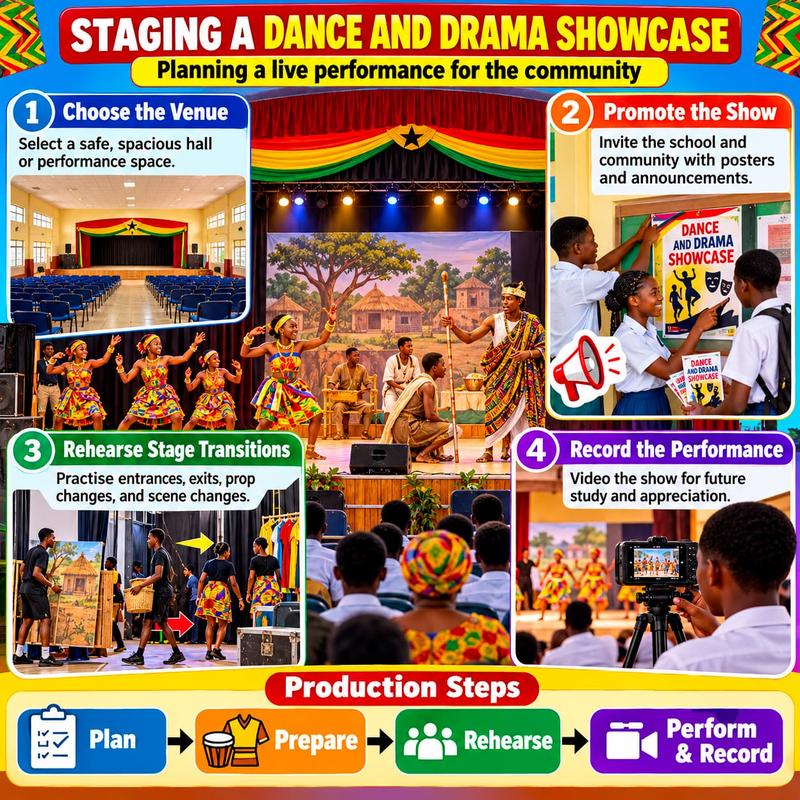 STAGING A DANCE AND DRAMA SHOWCASE
Planning a live performance for the community
1 Choose the Venue
Select a safe, spacious hall
or performance space.
2 Promote the Show
Invite the school and
community with posters
and announcements.
DANCE
AND DRAMA
SHOWCASE
DANCE
AND DRAMA
SHOWCASE
3 Rehearse Stage Transitions
Practise entrances, exits, prop
changes, and scene changes.
4 Record the Performance
Video the show for future
study and appreciation.
Production Steps
Plan
Prepare
Rehearse
Perform
& Record